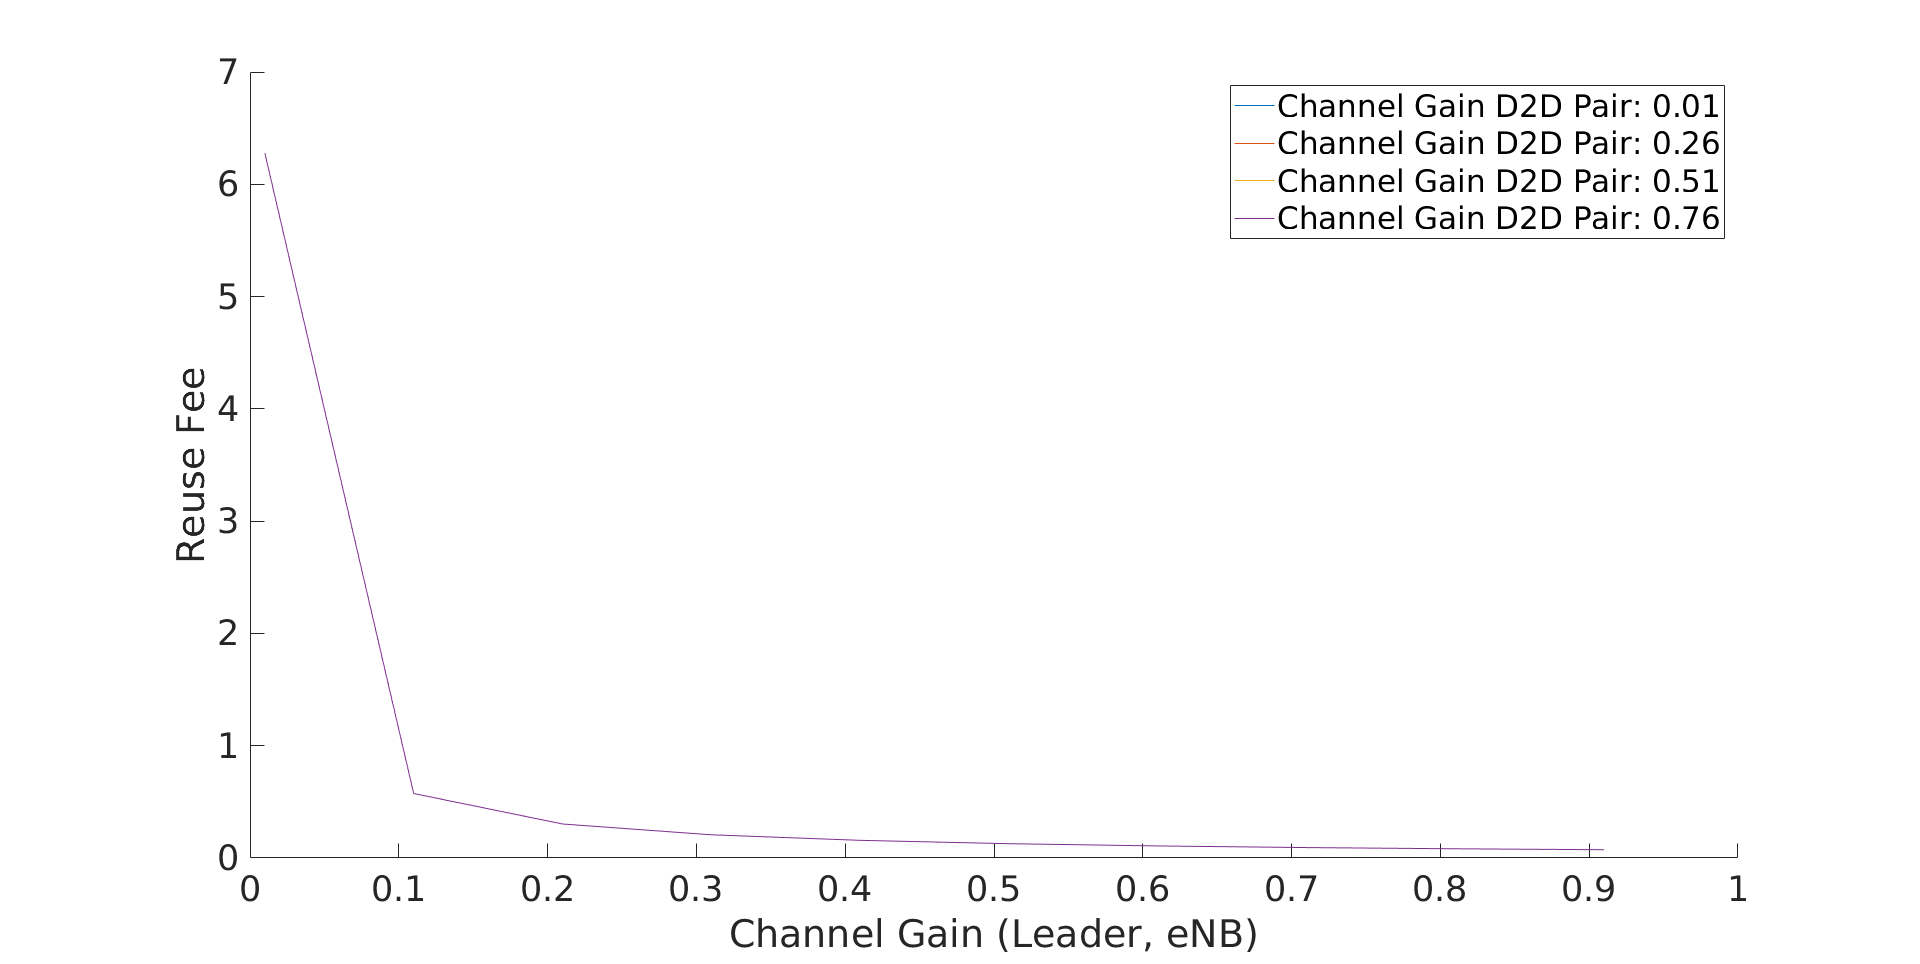 7
6
5
4
3
2
1
0
Reuse Fee
Channel Gain D2D Pair: 0.01
Channel Gain D2D Pair: 0.26
Channel Gain D2D Pair: 0.51
Channel Gain D2D Pair: 0.76
0 0.1 0.2 0.3 0.4 0.5 0.6 0.7 0.8 0.9 1
Channel Gain (Leader, eNB)